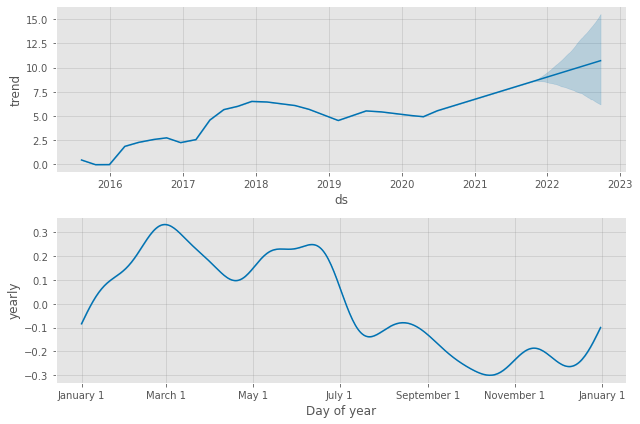 15.0
12.5
10.0
7.5
5.0
2.5
0.0
trend
2016 2017 2018 2019 2020 2021 2022 2023
ds
0.3
0.2
0.1
0.0
−0.1
−0.2
−0.3
yearly
January 1 March 1 May 1 July 1 September 1 November 1 January 1
Day of year